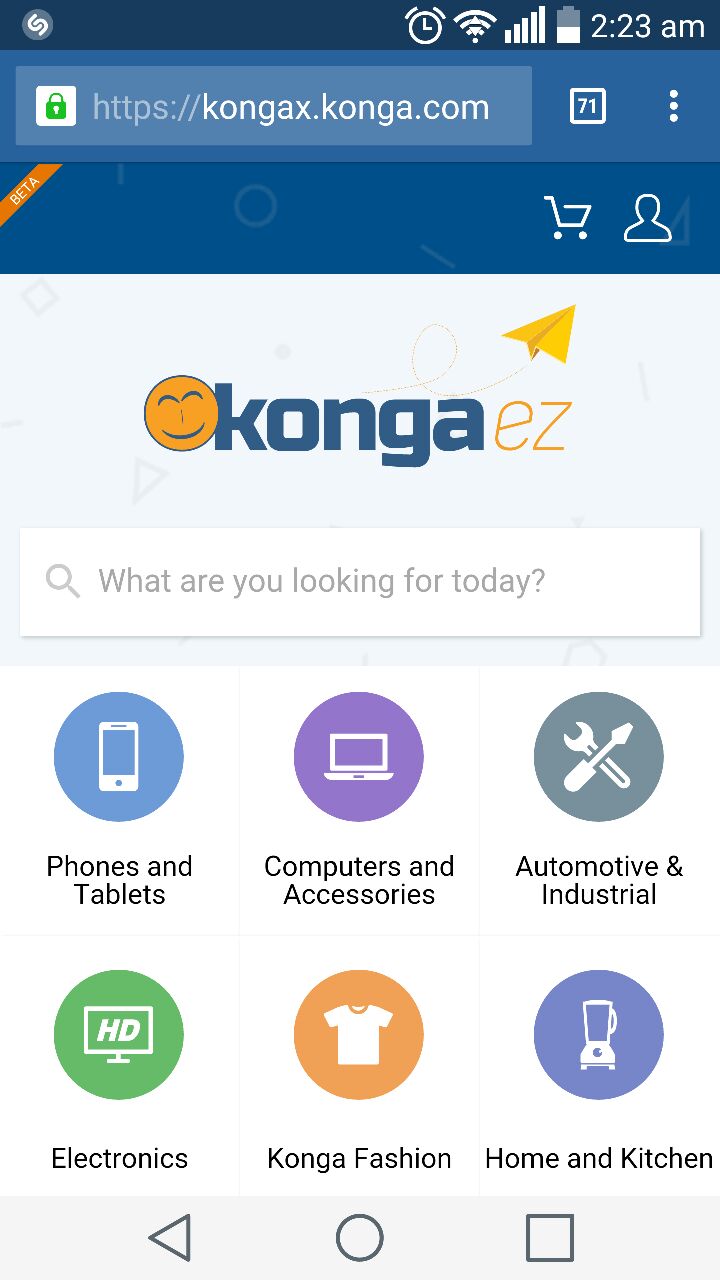 2:23 am
https://kongax.konga.com
71
BETA
konga ez
What are you looking for today?
Phones and
Tablets
Computers and
Accessories
Automotive &
Industrial
HD
Electronics
Konga Fashion
Home and Kitchen